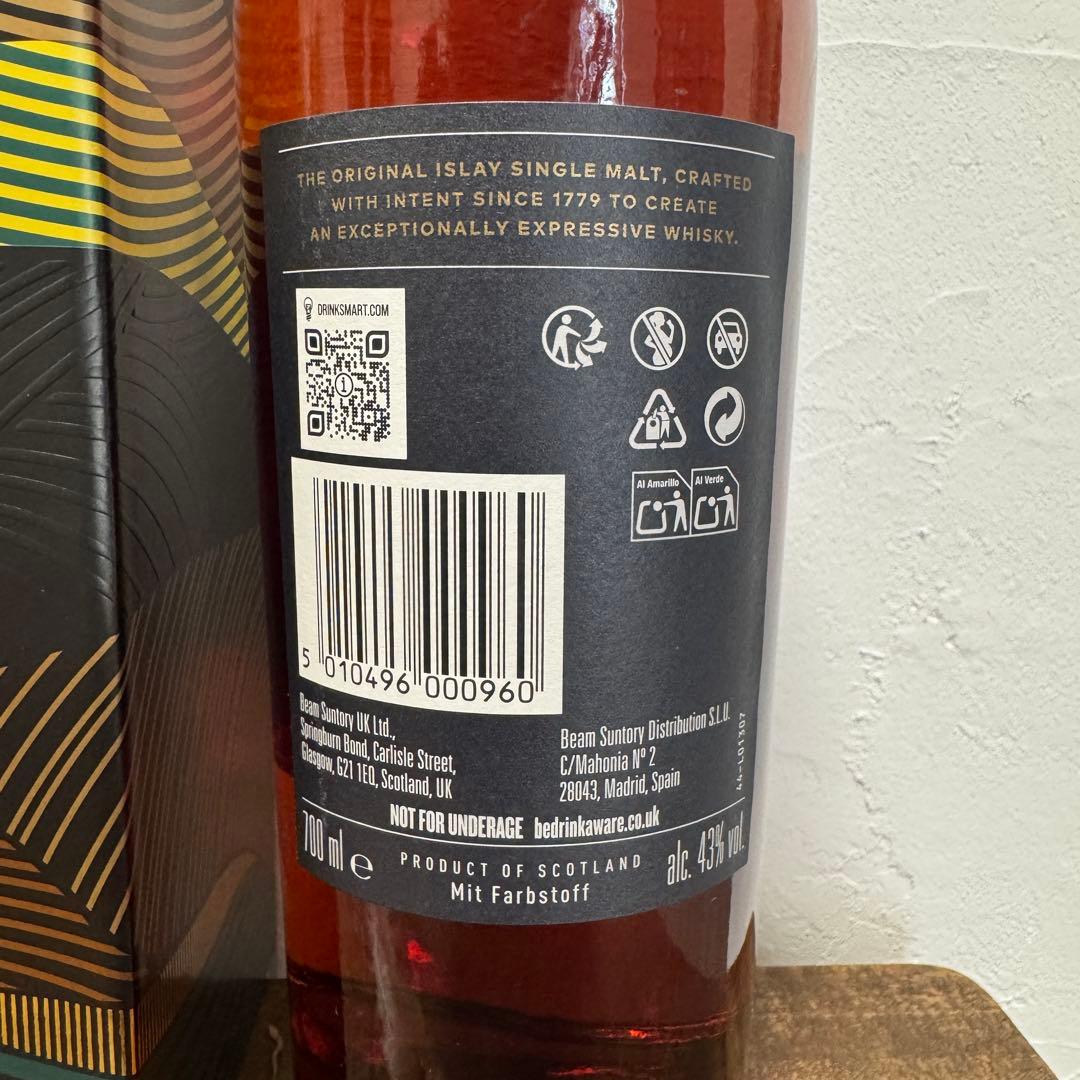 THE ORIGINAL ISLAY SINGLE MALT, CRAFTED
WITH INTENT SINCE 1779 TO CREATE
AN EXCEPTIONALLY EXPRESSIVE WHISKY.
DRINKSMART.COM
Al Amarillo
Al Verde
5 010496 000960
Beam Suntory UK Ltd.,
Springburn Bond, Carlisle Street,
Glasgow, G21 1EQ, Scotland, UK
Beam Suntory Distribution S.L.U.
C/Mahonia Nº 2
28043, Madrid, Spain
44-L01307
NOT FOR UNDERAGE bedrinkaware.co.uk
700 ml e
PRODUCT OF SCOTLAND
alc. 43% vol.
Mit Farbstoff